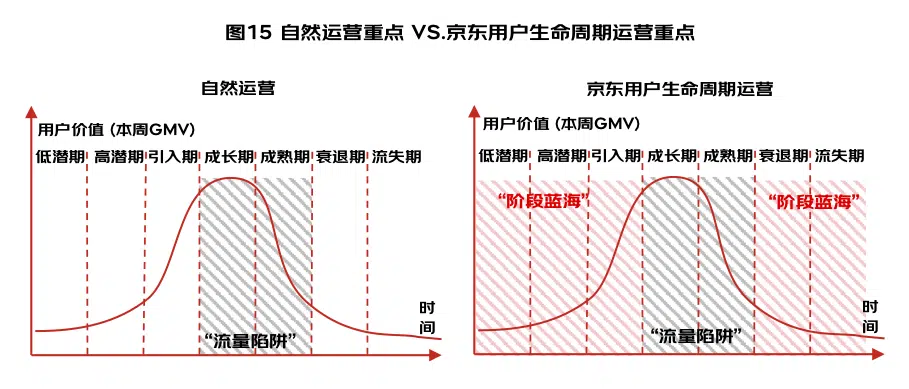 图15 自然运营重点 VS.京东用户生命周期运营重点
自然运营
用户价值 (本周GMV)
低潜期 高潜期 引入期 成长期 成熟期 衰退期 流失期
时
间
“流量陷阱”
京东用户生命周期运营
用户价值 (本周GMV)
低潜期 高潜期 引入期 成长期 成熟期 衰退期 流失期
“阶段蓝海” “阶段蓝海”
时
间
“流量陷阱”